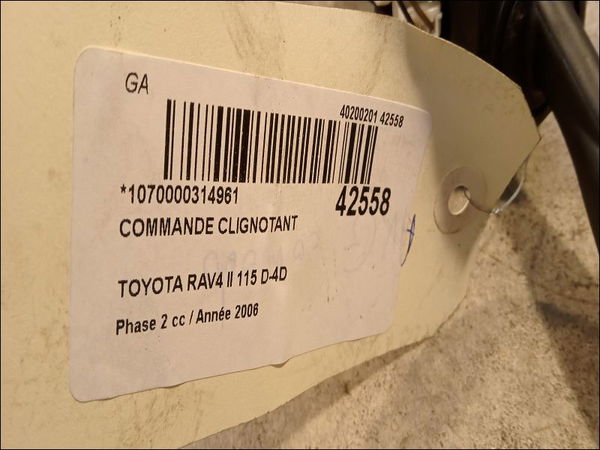 GA
40200201 42558
*1070000314961
42558
COMMANDE CLIGNOTANT
TOYOTA RAV4 II 115 D-4D
Phase 2 cc / Année 2006